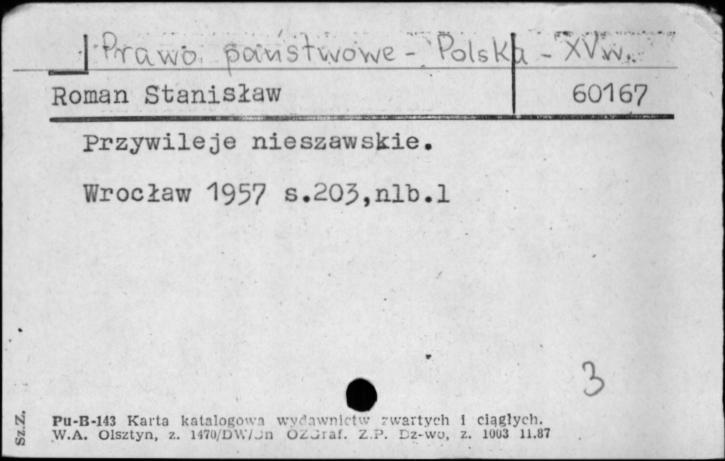 Prawo państwowe - Polska - XV w.
Roman Stanisław 60167
Przywileje nieszawskie.
Wrocław 1957 s.203,nlb.1
3
Sz.Z.
Pu-B-143 Karta katalogowa wydawnictw zwartych i ciągłych.
W.A. Olsztyn, z. 1470/DW/Jn OZGraf. Z.P. Dz-wo, z. 1003 11.87